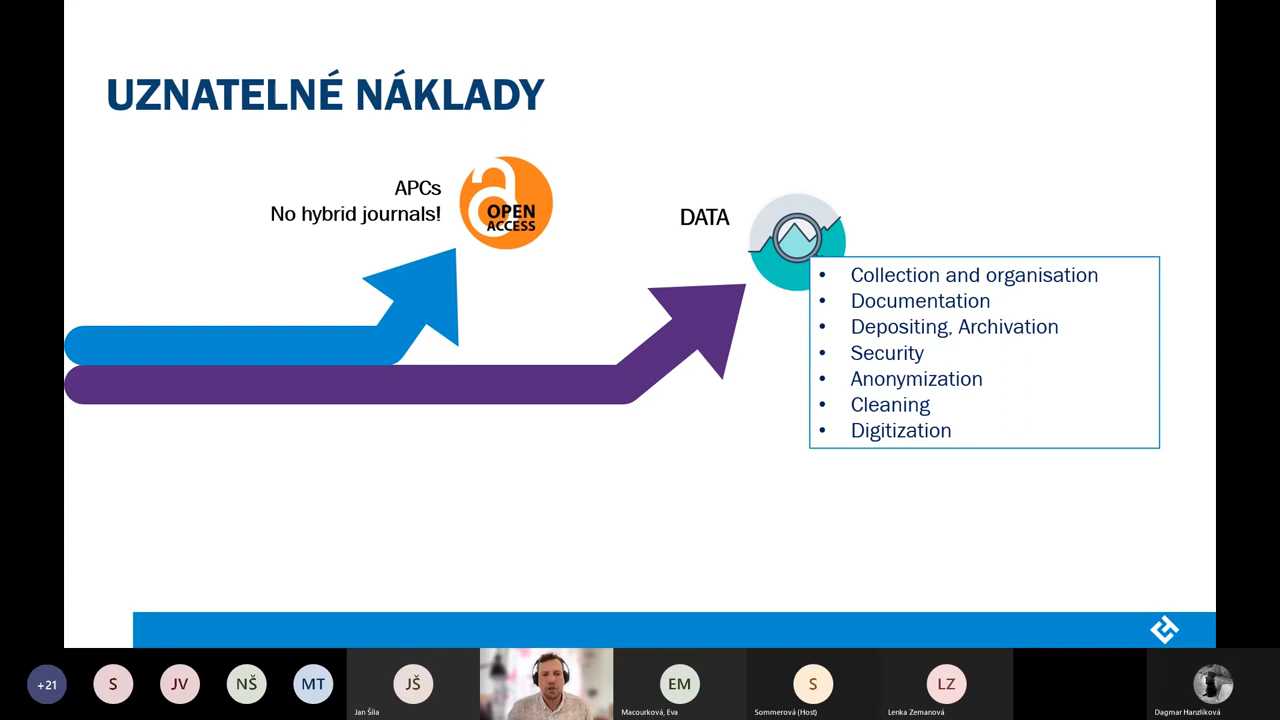 UZNATELNÉ NÁKLADY
APCs
No hybrid journals!
OPEN
ACCESS
DATA
• Collection and organisation
• Documentation
• Depositing, Archivation
• Security
• Anonymization
• Cleaning
• Digitization
+21
S
JV
NŠ
MT
JŠ
Jan Šíla
EM
Macourková, Eva
S
Sommerová (Host)
LZ
Lenka Zemanová
Dagmar Hanzlíková